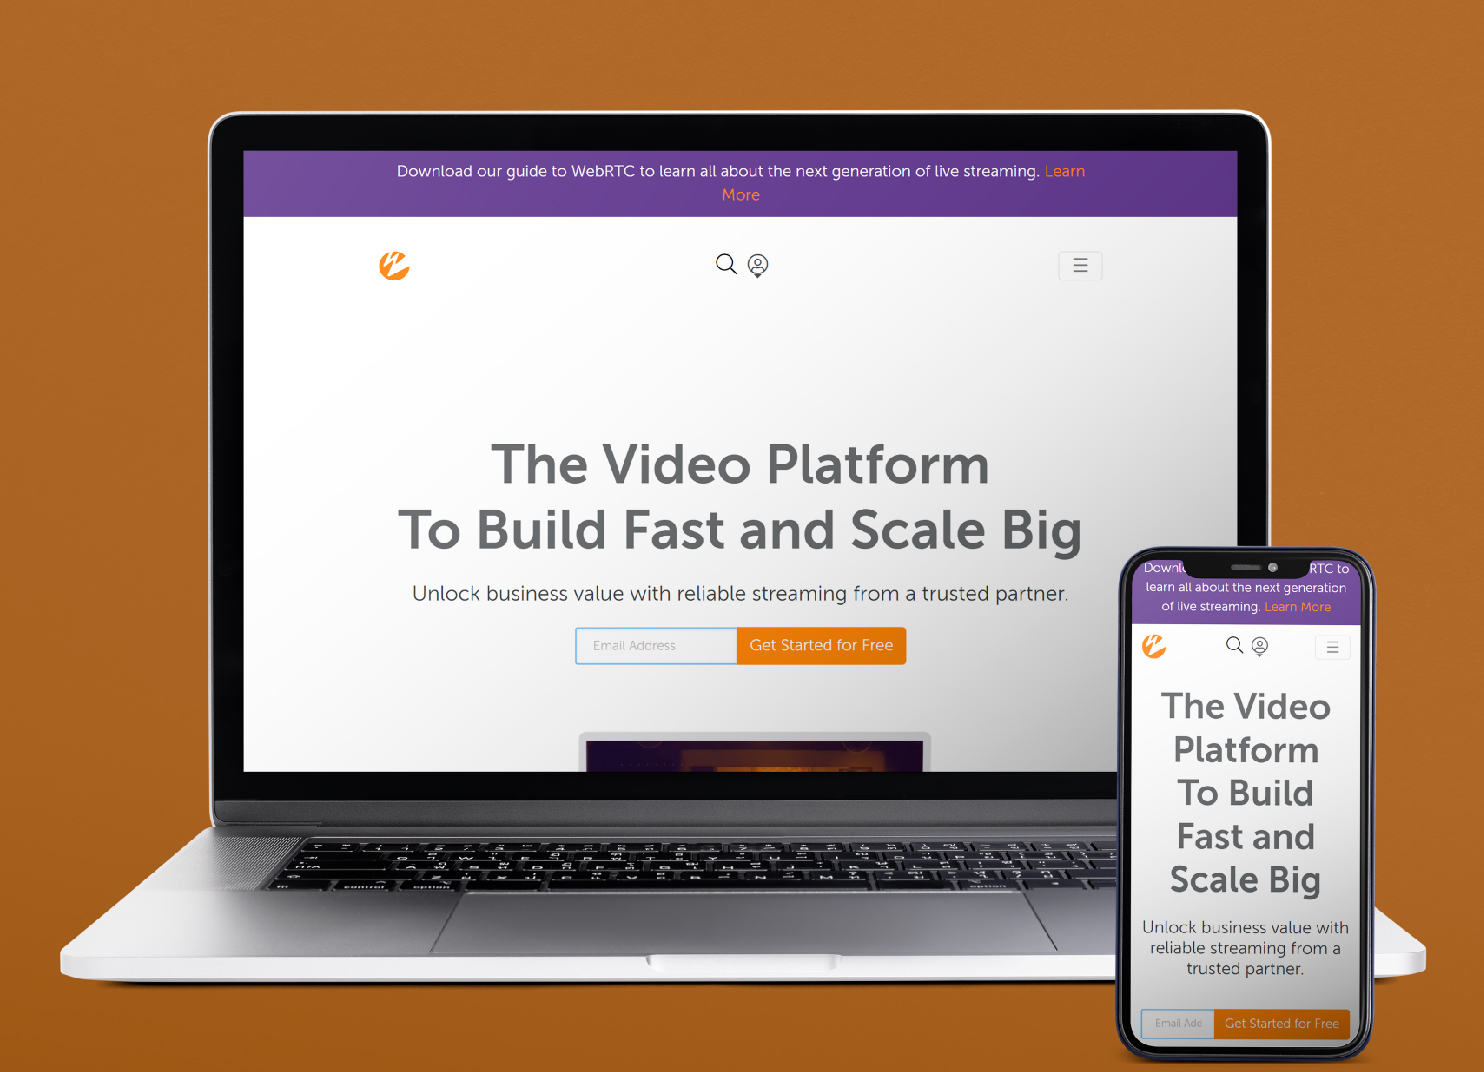 Download our guide to WebRTC to learn all about the next generation of live streaming. Learn
More
The Video Platform
To Build Fast and Scale Big
Unlock business value with reliable streaming from a trusted partner.
Email Address
Get Started for Free
control
option
option
RTC to
learn all about the next generation
of live streaming. Learn More
The Video
Platform
To Build
Fast and
Scale Big
Unlock business value with
reliable streaming from a
trusted partner.
Email Add
Get Started for Free